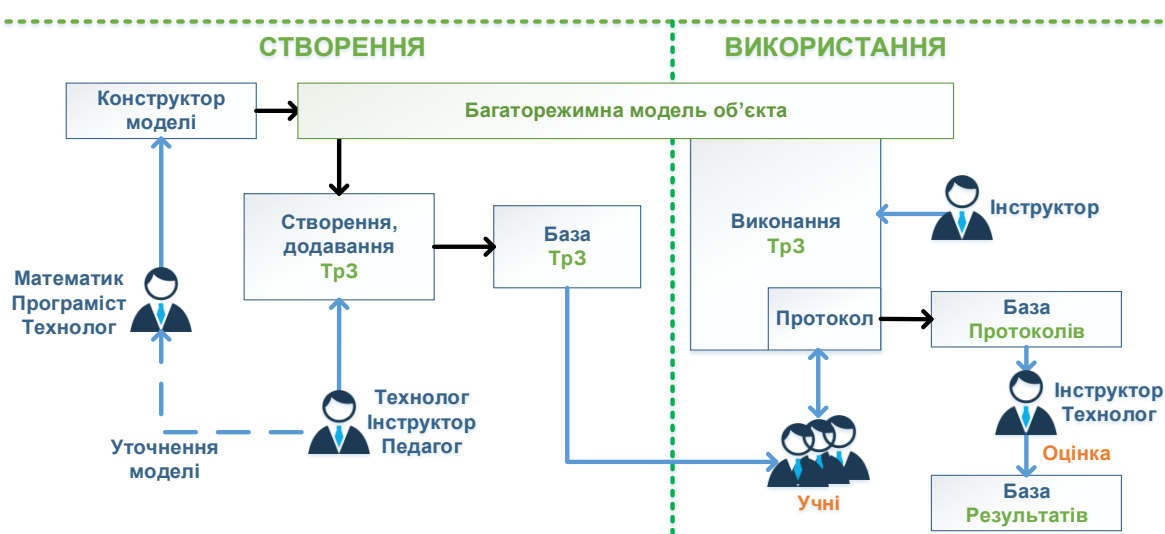 СТВОРЕННЯ
ВИКОРИСТАННЯ
Конструктор
моделі
Багаторежимна модель об’єкта
Створення,
додавання
ТрЗ
База
ТрЗ
Виконання
ТрЗ
Інструктор
Математик
Програміст
Технолог
Протокол
База
Протоколів
Технолог
Інструктор
Педагог
Інструктор
Технолог
Уточнення
моделі
Оцінка
Учні
База
Результатів